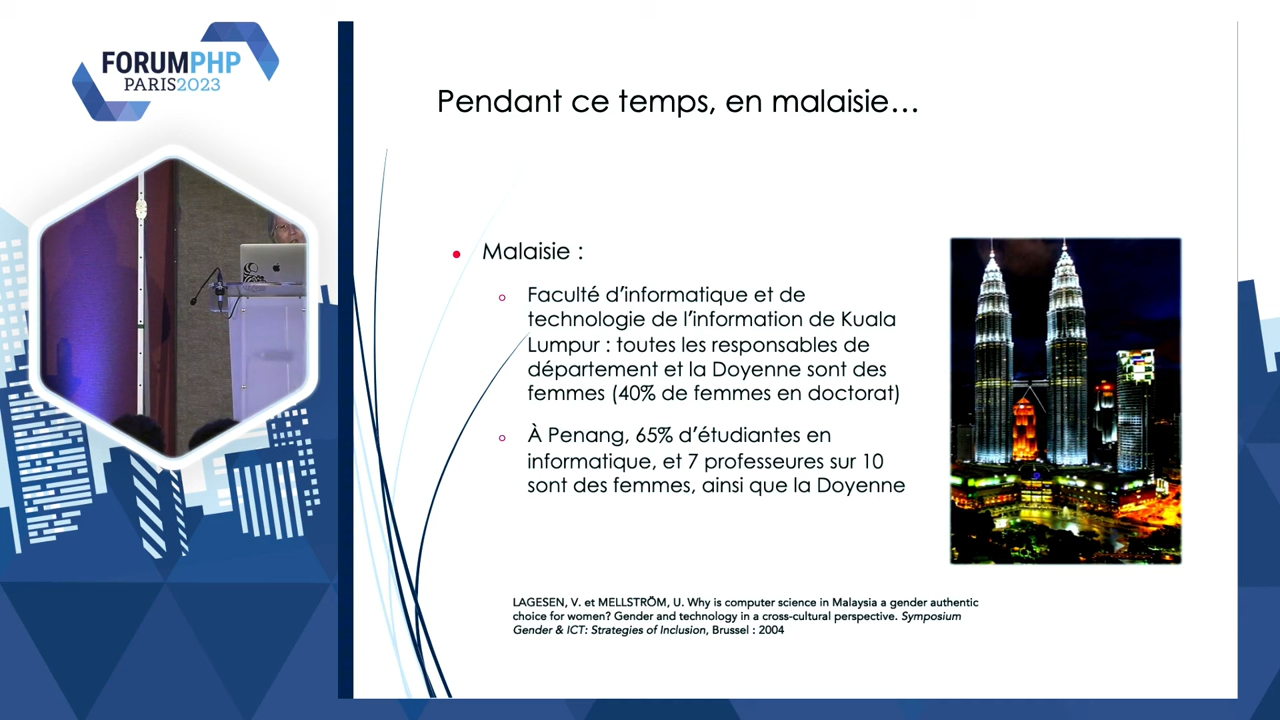 FORUMPHP
PARIS2023
Pendant ce temps, en malaisie…
Malaisie :
Faculté d’informatique et de
technologie de l’information de Kuala
Lumpur : toutes les responsables de
département et la Doyenne sont des
femmes (40% de femmes en doctorat)
À Penang, 65% d’étudiantes en
informatique, et 7 professeures sur 10
sont des femmes, ainsi que la Doyenne
LAGESEN, V. et MELLSTRÖM, U. Why is computer science in Malaysia a gender authentic
choice for women? Gender and technology in a cross-cultural perspective. Symposium
Gender & ICT: Strategies of Inclusion, Brussel : 2004